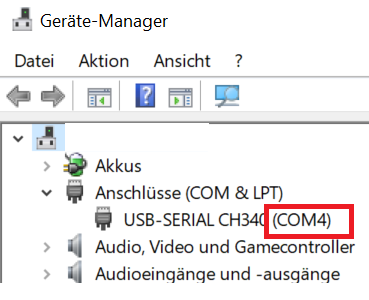 Geräte-Manager
Datei Aktion Ansicht ?
?
Akkus
Anschlüsse (COM & LPT)
USB-SERIAL CH340 (COM4)
Audio, Video und Gamecontroller
Audioeingänge und -ausgänge